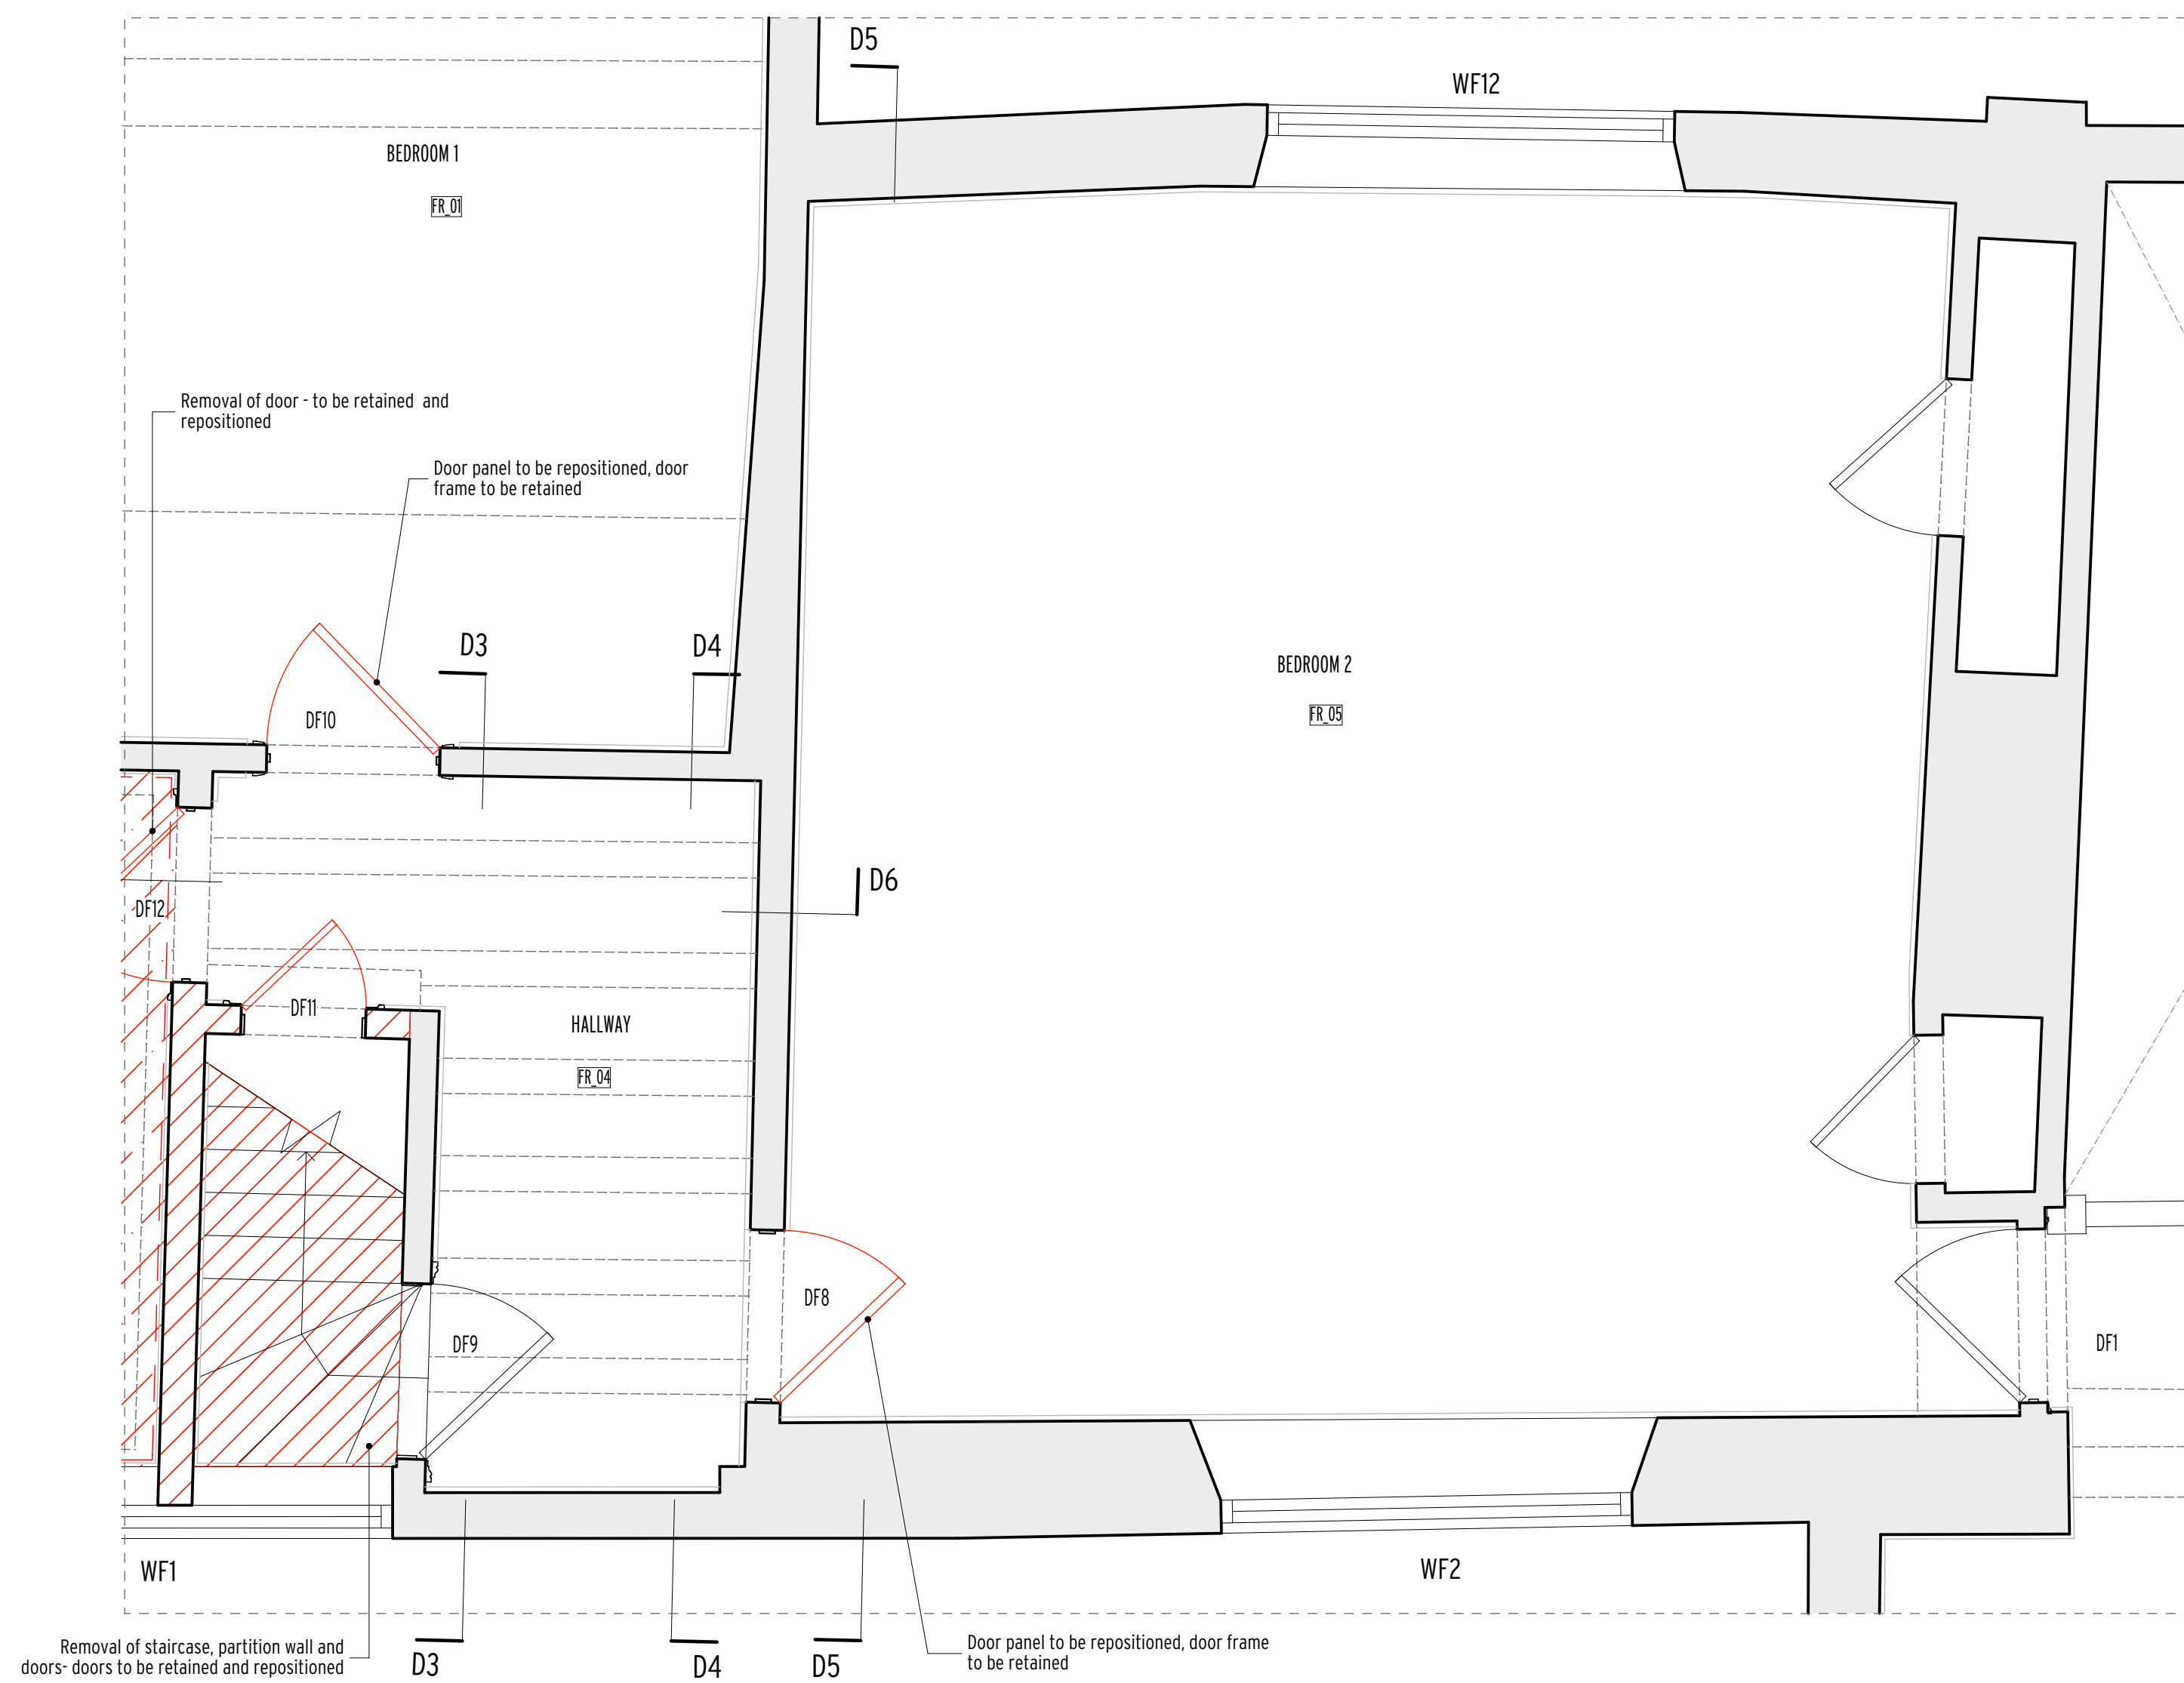 D5
WF12
BEDROOM 1
FR_01
Removal of door - to be retained  and
repositioned
Door panel to be repositioned, door
frame to be retained
D3
D4
BEDROOM 2
FR_05
DF10
D6
DF12
DF11
HALLWAY
FR_04
DF8
DF9
DF1
WF1
WF2
Removal of staircase, partition wall and
doors- doors to be retained and repositioned
D3
D4
D5
Door panel to be repositioned, door frame
to be retained